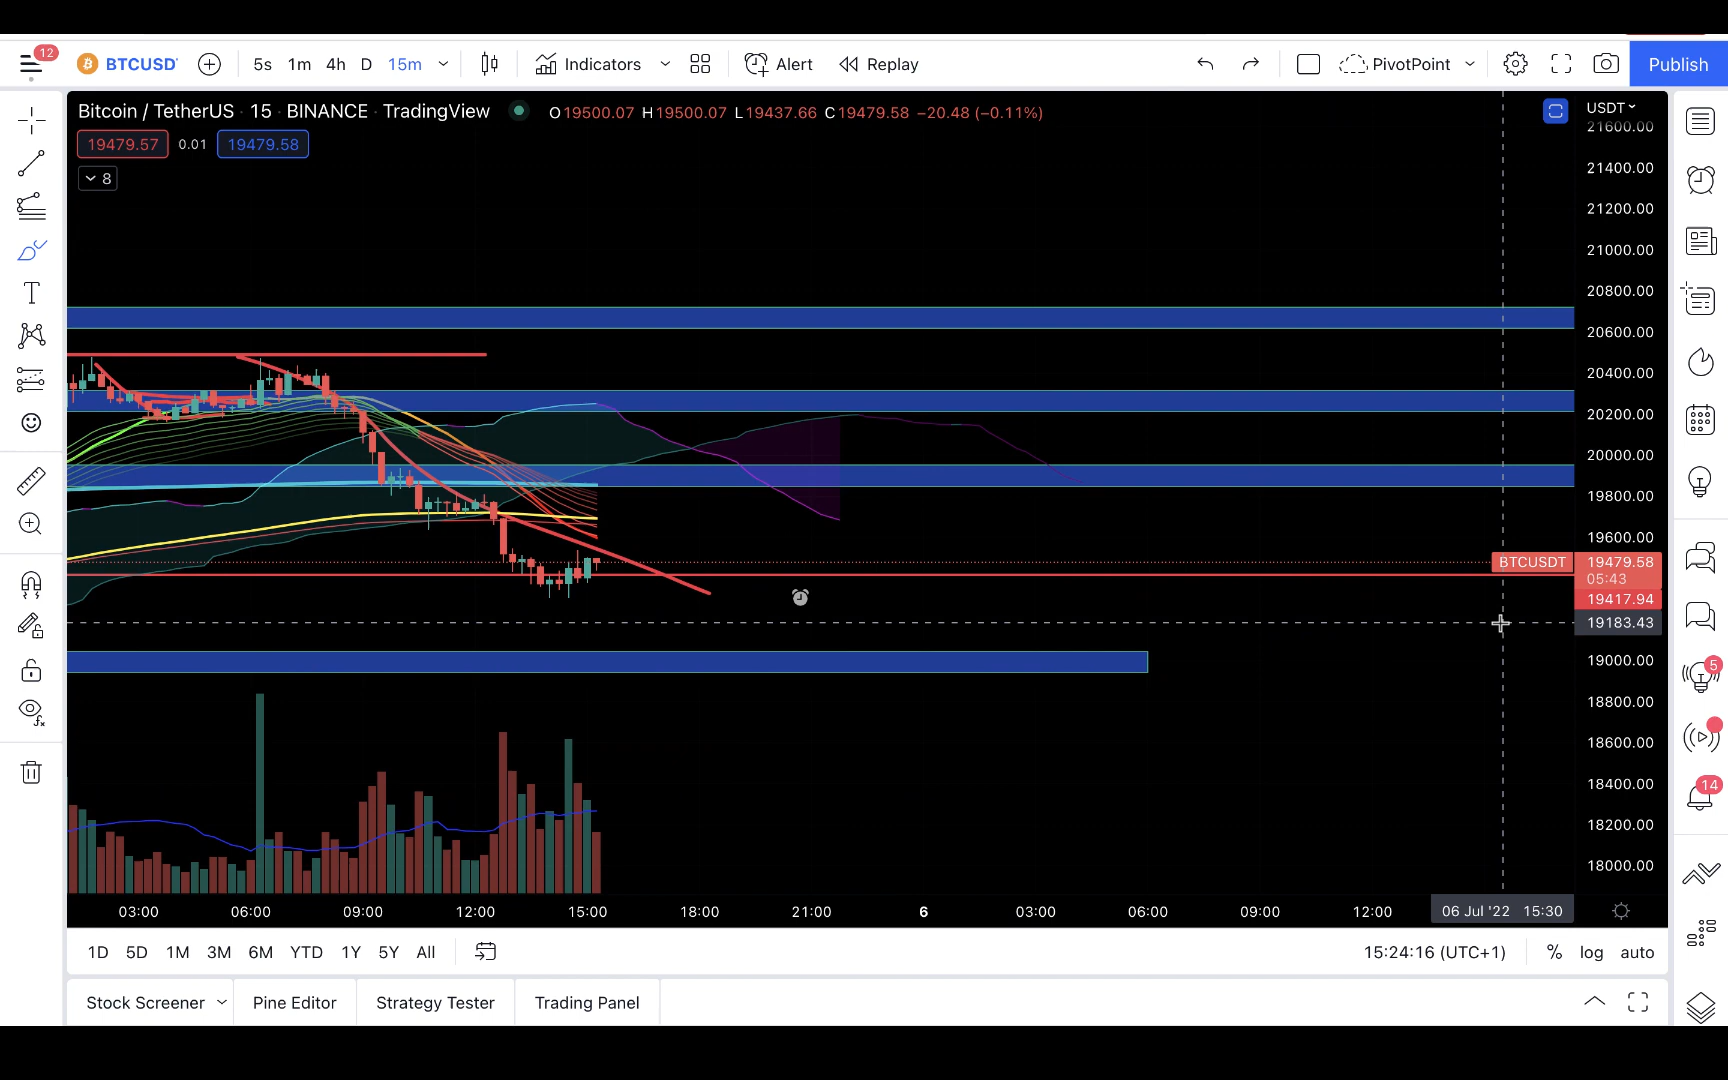 12
BTCUSD
5s 1m 4h D 15m
Indicators
Alert
Replay
PivotPoint
Publish
Bitcoin / TetherUS · 15 · BINANCE · TradingView
O19500.07 H19500.07 L19437.66 C19479.58 −20.48 (−0.11%)
19479.57 0.01 19479.58
8
USDT
21600.00
21400.00
21200.00
21000.00
20800.00
20600.00
20400.00
20200.00
20000.00
19800.00
19600.00
BTCUSDT 19479.58
05:43
19417.94
19183.43
19000.00
18800.00
18600.00
18400.00
18200.00
18000.00
03:00 06:00 09:00 12:00 15:00 18:00 21:00 6 03:00 06:00 09:00 12:00 06 Jul '22 15:30
1D 5D 1M 3M 6M YTD 1Y 5Y All
15:24:16 (UTC+1) % log auto
Stock Screener Pine Editor Strategy Tester Trading Panel
5
14